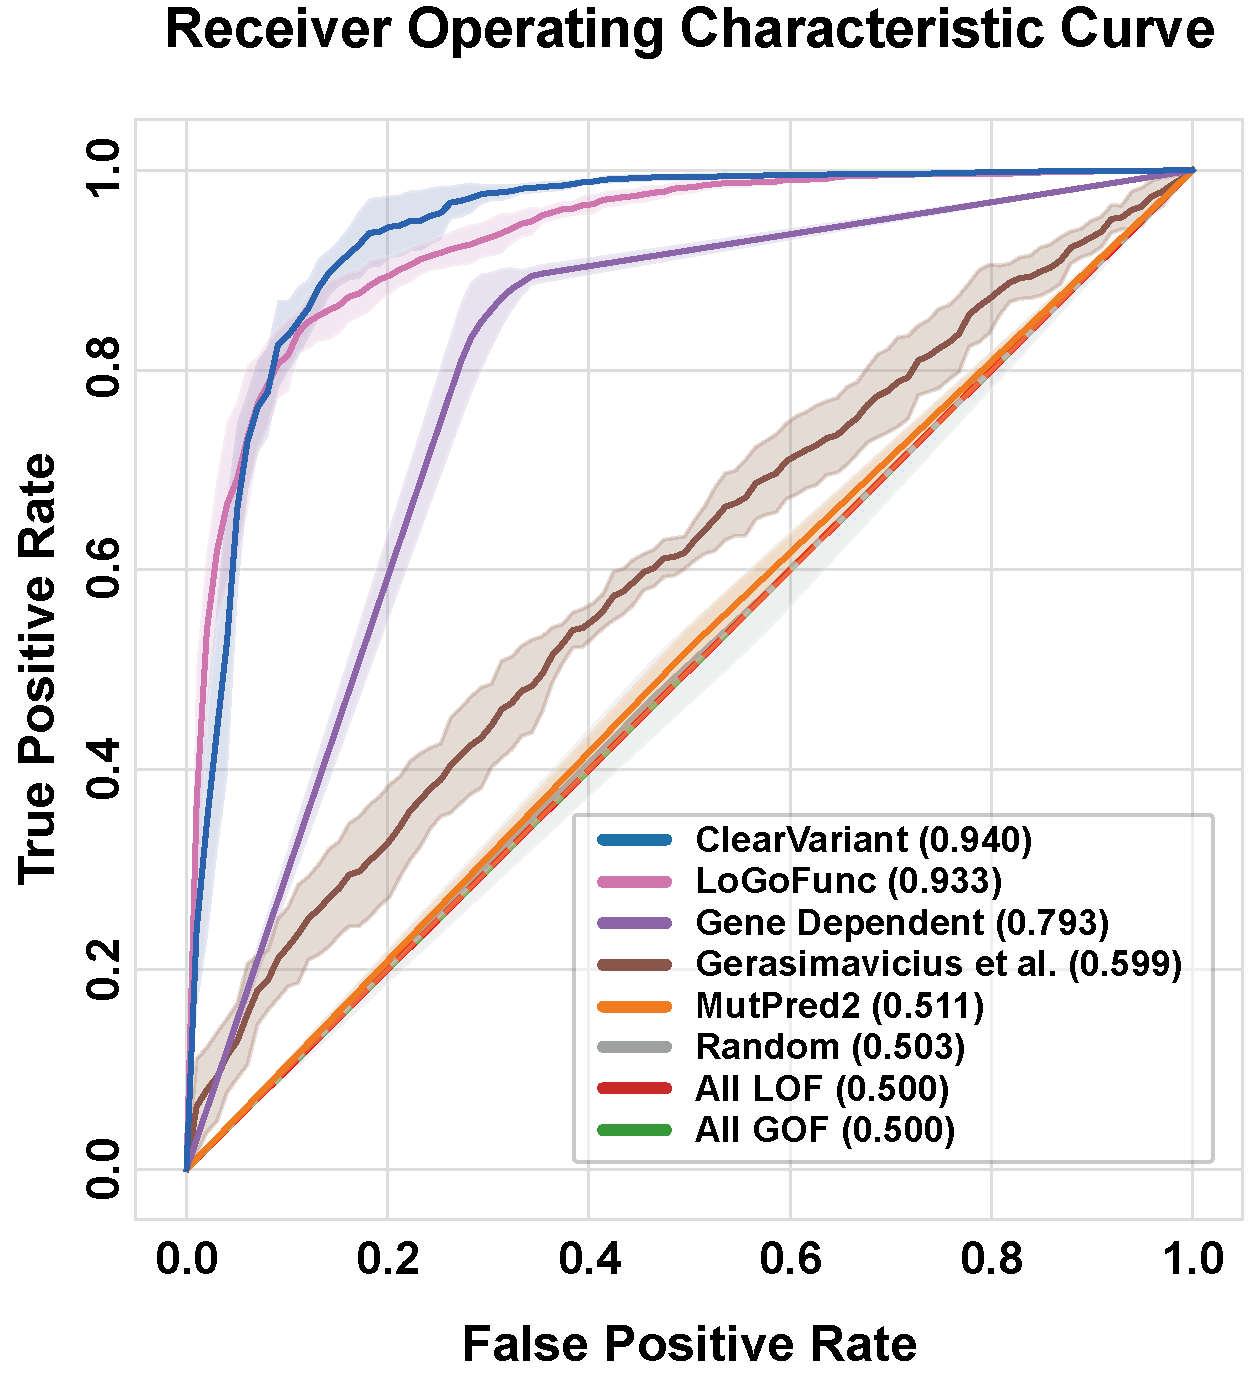 Receiver Operating Characteristic Curve
True Positive Rate
1.0
0.8
0.6
0.4
0.2
0.0
ClearVariant (0.940)
LoGoFunc (0.933)
Gene Dependent (0.793)
Gerasimavicius et al. (0.599)
MutPred2 (0.511)
Random (0.503)
All LOF (0.500)
All GOF (0.500)
0.0 0.2 0.4 0.6 0.8 1.0
False Positive Rate